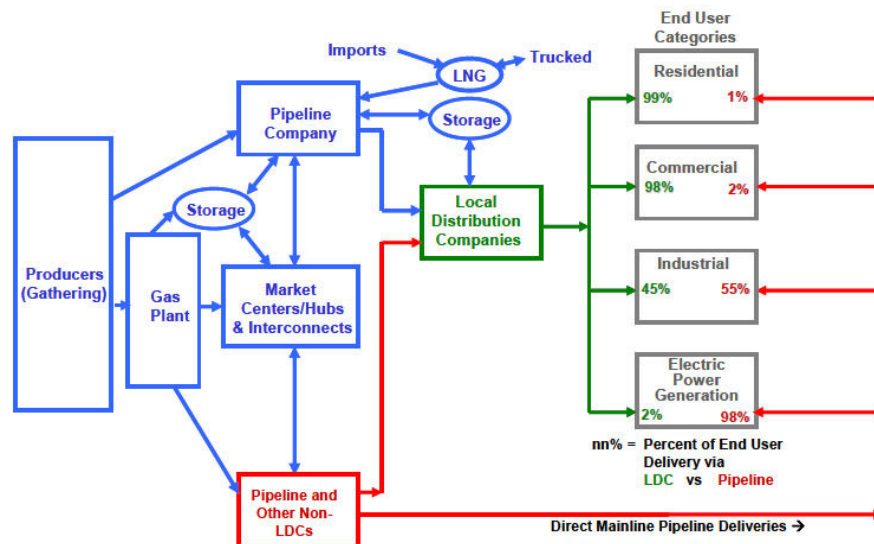 End User
Categories
Imports
LNG
Trucked
Residential
99%
1%
Pipeline
Company
Storage
Commercial
98%
2%
Storage
Local
Distribution
Companies
Producers
(Gathering)
Gas
Plant
Market
Centers/Hubs
& Interconnects
Industrial
45%
55%
Electric
Power
Generation
2%
98%
nn% = Percent of End User
Delivery via
LDC vs Pipeline
Pipeline and
Other Non-
LDCs
Direct Mainline Pipeline Deliveries →